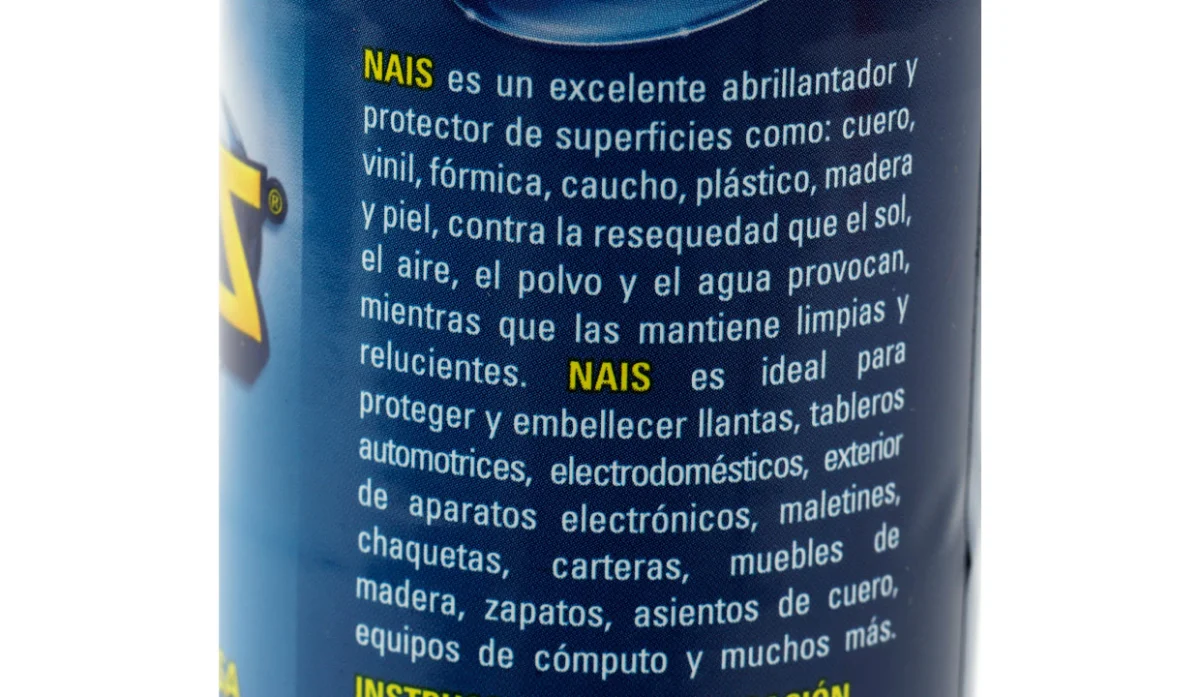 NAIS es un excelente abrillantador y
protector de superficies como: cuero,
vinil, fórmica, caucho, plástico, madera
y piel, contra la resequedad que el sol,
el aire, el polvo y el agua provocan,
mientras que las mantiene limpias y
relucientes. NAIS es ideal para
proteger y embellecer llantas, tableros
automotrices, electrodomésticos, exterior
de aparatos electrónicos, maletines,
chaquetas, carteras, muebles de
madera, zapatos, asientos de cuero,
equipos de cómputo y muchos más.